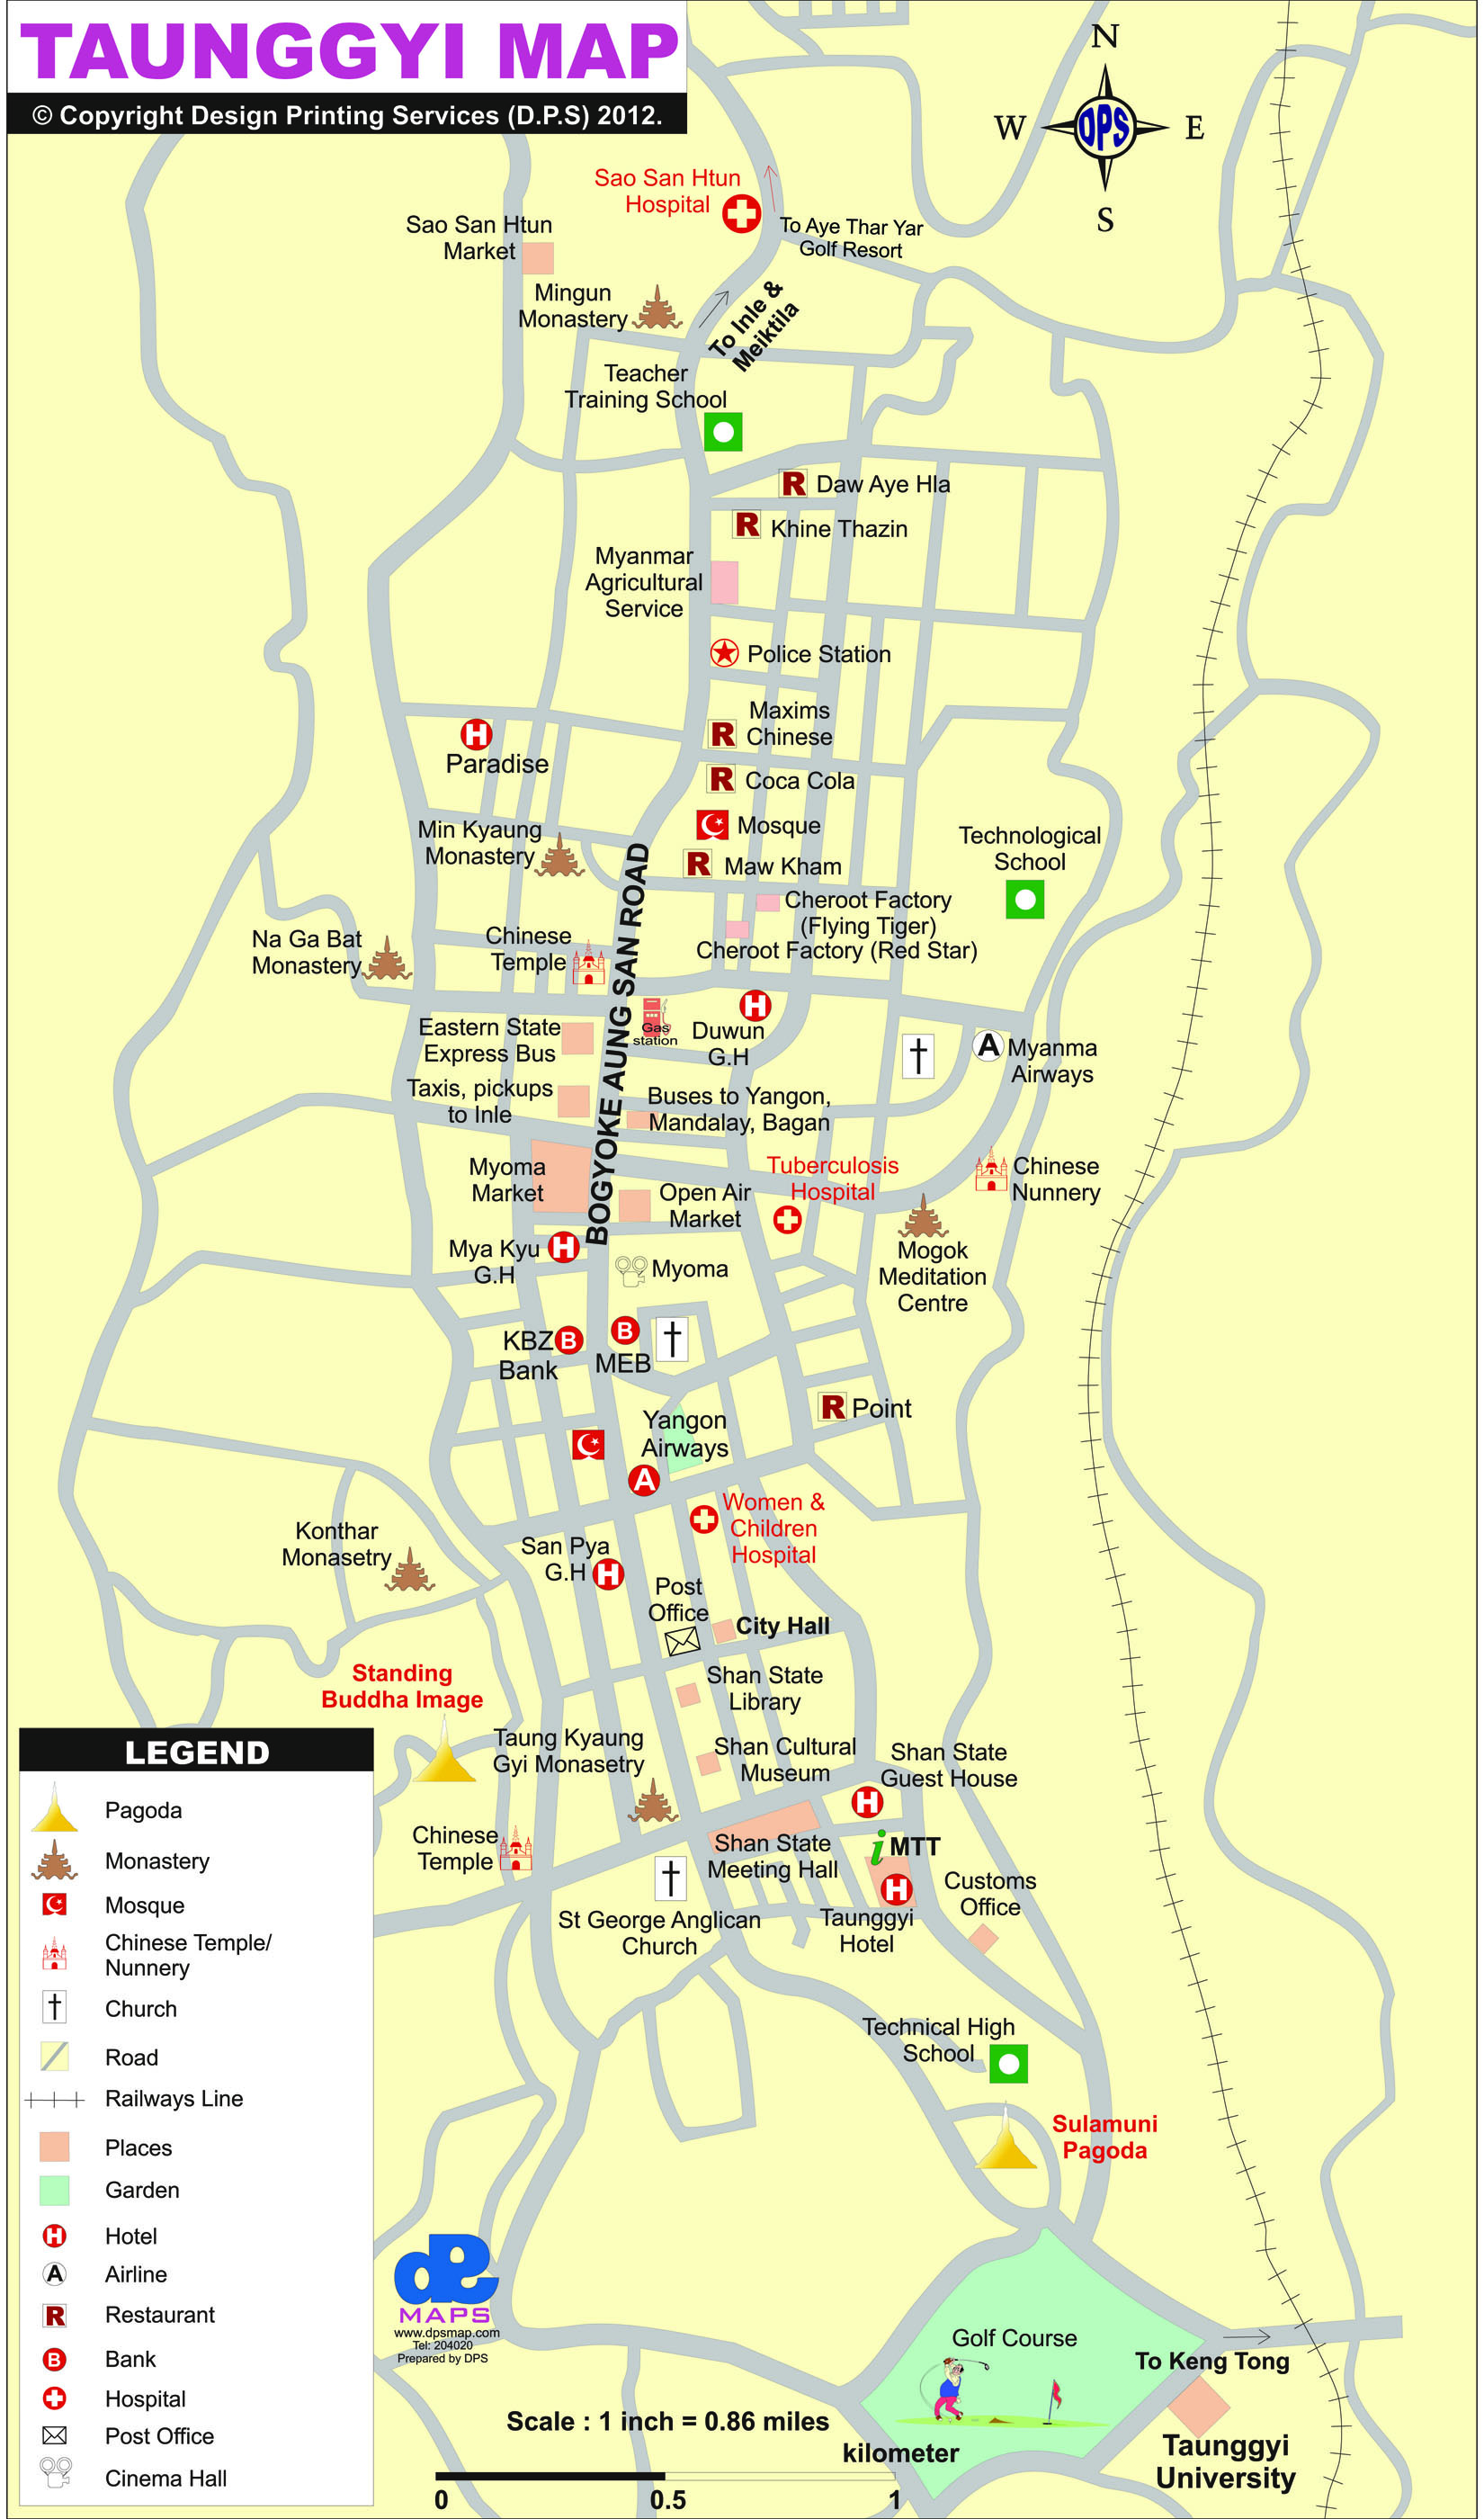 TAUNGGYI MAP
© Copyright Design Printing Services (D.P.S) 2012.
N
W
DPS
E
S
Sao San Htun
Hospital
Sao San Htun
Market
To Aye Thar Yar
Golf Resort
Mingun
Monastery
To Inle &
Meiktila
Teacher
Training School
R Daw Aye Hla
R Khine Thazin
Myanmar
Agricultural
Service
Police Station
Maxims
R Chinese
H
Paradise
R Coca Cola
Mosque
Min Kyaung
Monastery
R Maw Kham
Technological
School
Cheroot Factory
(Flying Tiger)
Cheroot Factory (Red Star)
BOGYOKE AUNG SAN ROAD
Na Ga Bat
Monastery
Chinese
Temple
Eastern State
Express Bus
Gas
station
H
Duwun
G.H
A Myanma
Airways
Taxis, pickups
to Inle
Buses to Yangon,
Mandalay, Bagan
Myoma
Market
Open Air
Market
Tuberculosis
Hospital
Chinese
Nunnery
Mya Kyu H
G.H
Myoma
Mogok
Meditation
Centre
KBZ B
Bank
B
MEB
R Point
Yangon
Airways
A
Women &
Children
Hospital
Konthar
Monasetry
San Pya
G.H H
Post
Office
City Hall
Standing
Buddha Image
Shan State
Library
Taung Kyaung
Gyi Monasetry
Shan Cultural
Museum
Shan State
Guest House
H
Chinese
Temple
Shan State
Meeting Hall
i MTT
H
Customs
Office
St George Anglican
Church
Taunggyi
Hotel
Technical High
School
Sulamuni
Pagoda
Golf Course
To Keng Tong
Taunggyi
University
LEGEND
Pagoda
Monastery
Mosque
Chinese Temple/
Nunnery
Church
Road
Railways Line
Places
Garden
H Hotel
A Airline
R Restaurant
B Bank
Hospital
Post Office
Cinema Hall
MAPS
www.dpsmap.com
Tel: 204020
Prepared by DPS
Scale : 1 inch = 0.86 miles
kilometer
0 0.5 1